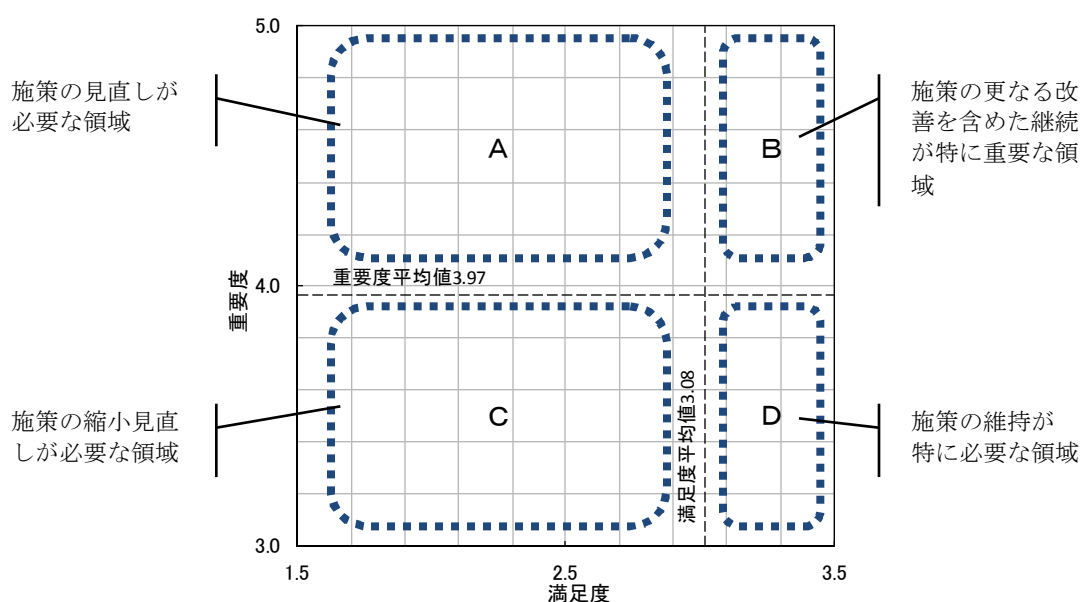 5.0
施策の見直しが
必要な領域
A
B
施策の更なる改
善を含めた継続
が特に重要な領
域
重要度平均値3.97
4.0
重要度
施策の縮小見直
しが必要な領域
C
満足度平均値3.08
D
施策の維持が
特に必要な領域
3.0
1.5
2.5
3.5
満足度